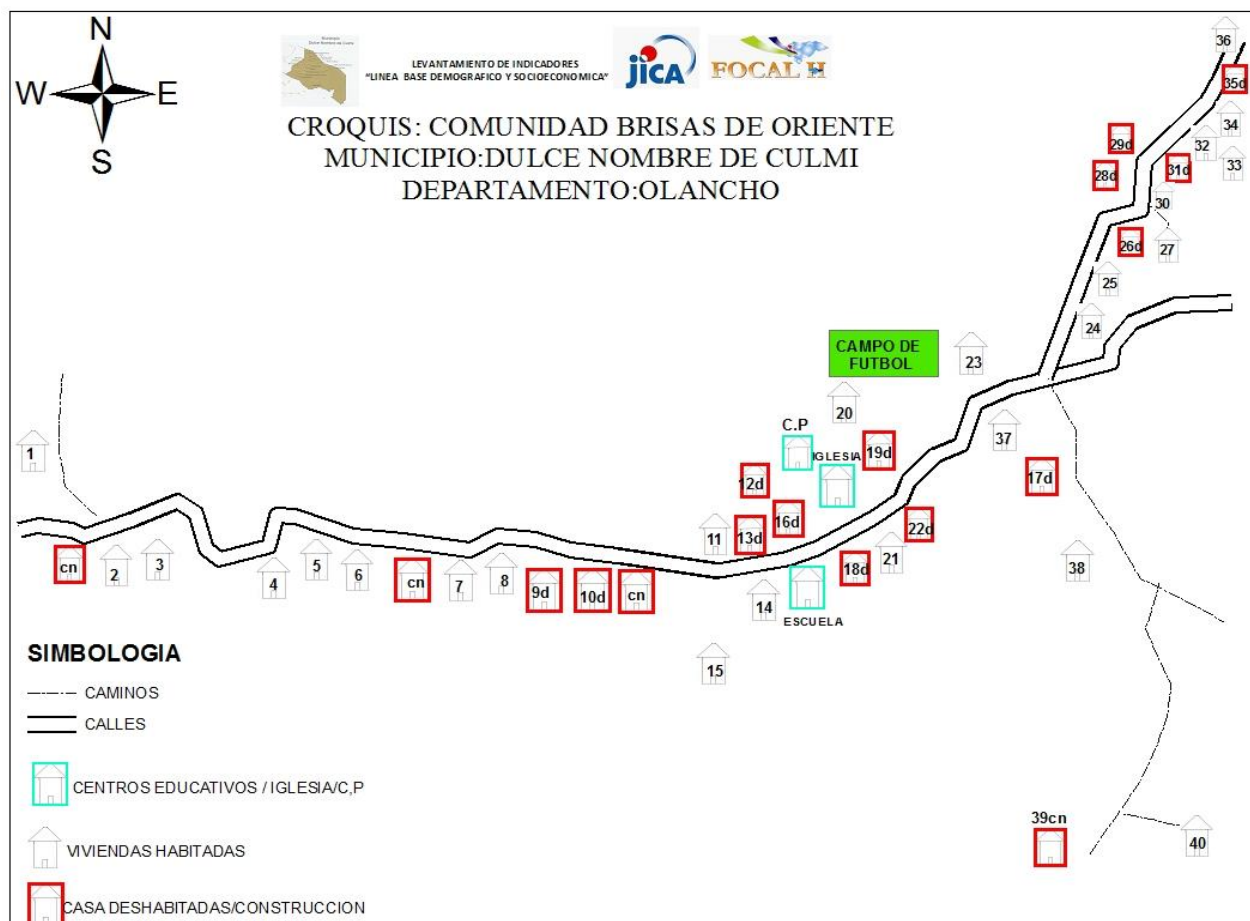 N
W E
S
LEVANTAMIENTO DE INDICADORES
"LINEA BASE DEMOGRAFICO Y SOCIOECONOMICA"
JICA
FOCAL H
CROQUIS: COMUNIDAD BRISAS DE ORIENTE
MUNICIPIO:DULCE NOMBRE DE CULMI
DEPARTAMENTO:OLANCHO
36
35d
34
32
33
29d
28d
31d
30
26d
27
25
24
CAMPO DE
FUTBOL
23
20
C.P
IGLESIA
19d
37
1
12d
17d
16d
11
13d
22d
cn
2
3
4
5
6
cn
7
8
9d
10d
cn
14
ESCUELA
18d
21
38
15
39cn
40
SIMBOLOGIA
CAMINOS
CALLES
CENTROS EDUCATIVOS / IGLESIA/C,P
VIVIENDAS HABITADAS
CASA DESHABITADAS/CONSTRUCCION